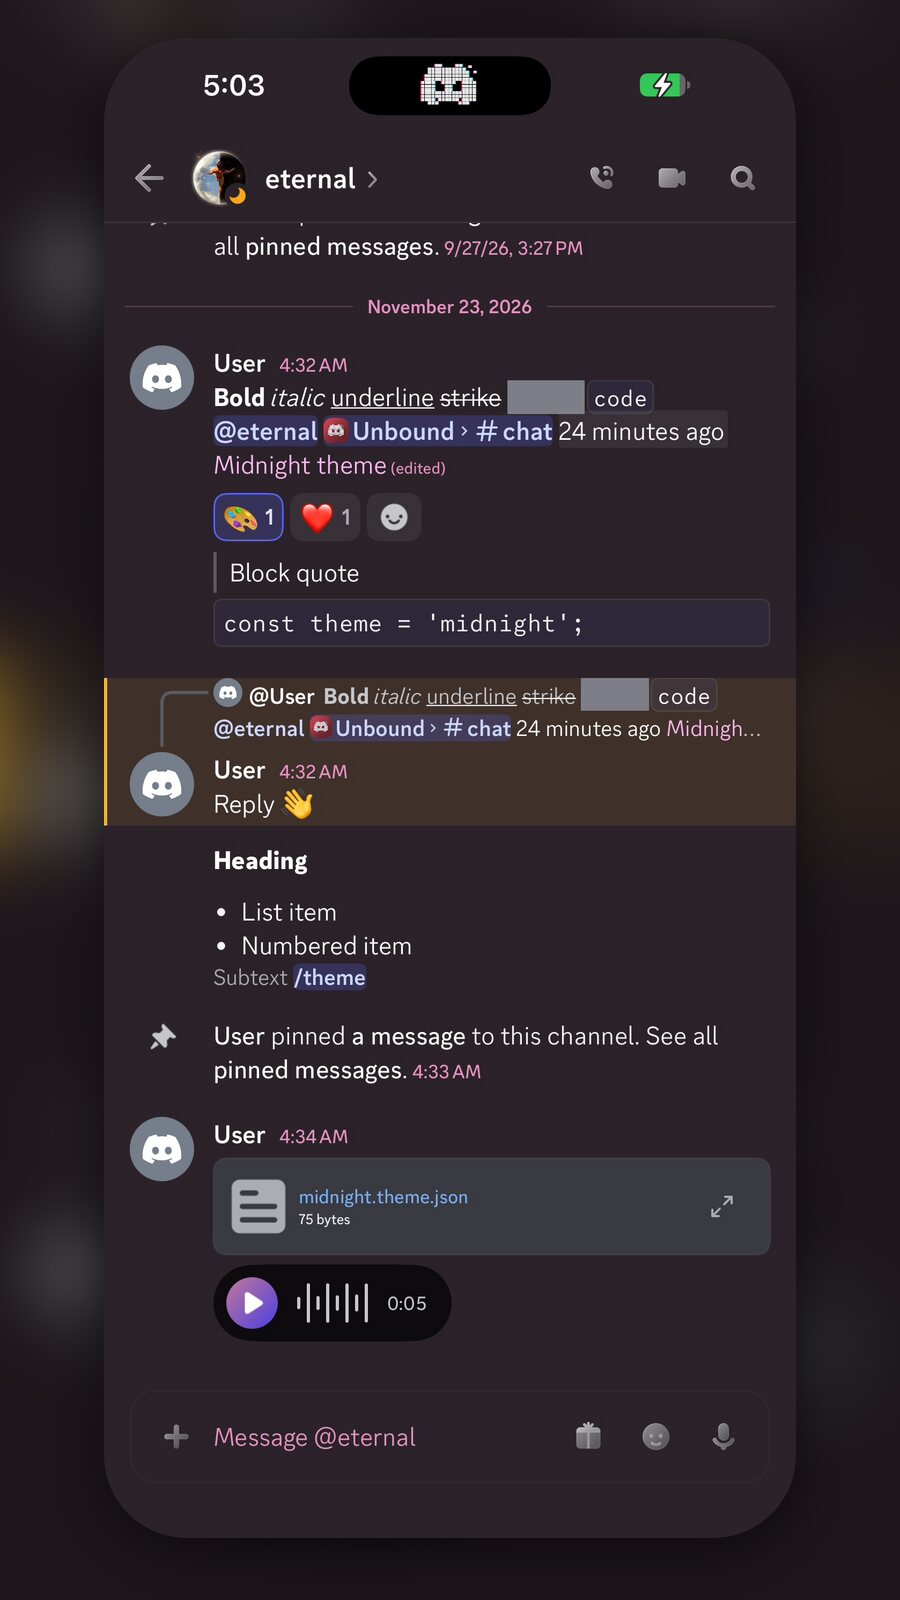 5:03
eternal
all pinned messages. 9/27/26, 3:27 PM
November 23, 2026
User 4:32 AM
Bold italic underline strike code
@eternal Unbound › # chat 24 minutes ago
Midnight theme (edited)
🎨 1 ❤️ 1
Block quote
const theme = 'midnight';
@User Bold italic underline strike code
@eternal Unbound › # chat 24 minutes ago Midnigh...
User 4:32 AM
Reply 👋
Heading
• List item
• Numbered item
Subtext /theme
User pinned a message to this channel. See all
pinned messages. 4:33 AM
User 4:34 AM
midnight.theme.json
75 bytes
0:05
Message @eternal